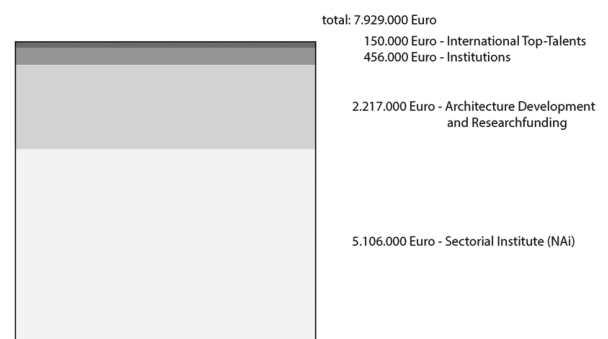 total: 7.929.000 Euro
150.000 Euro - International Top-Talents
456.000 Euro - Institutions
2.217.000 Euro - Architecture Development
and Researchfunding
5.106.000 Euro - Sectorial Institute (NAi)